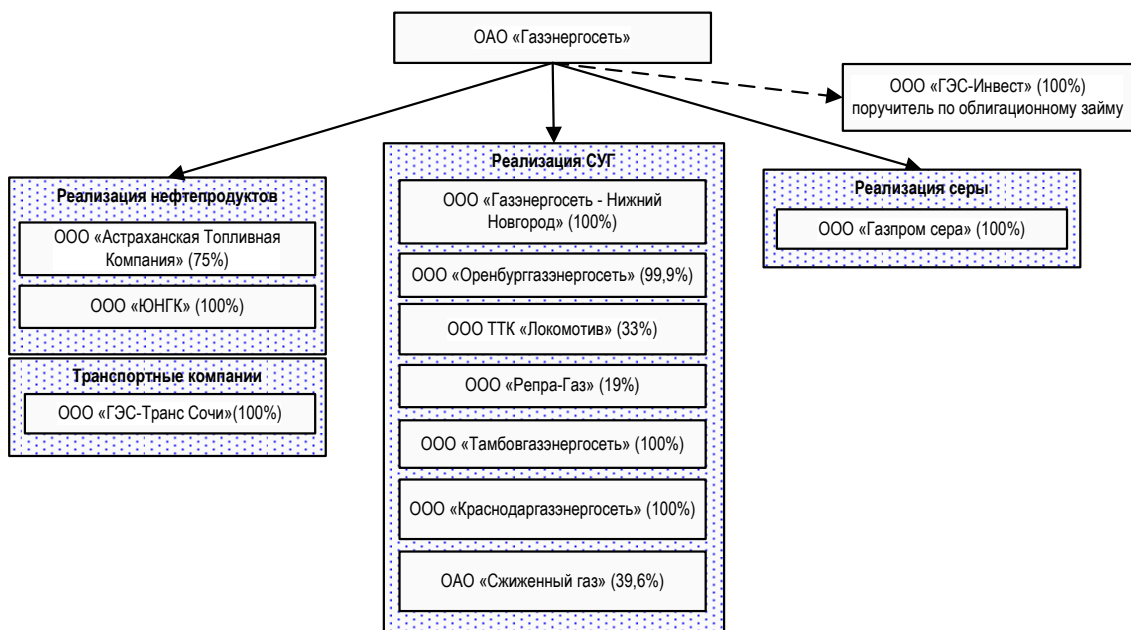 ОАО «Газэнергосеть»
ООО «ГЭС-Инвест» (100%)
поручитель по облигационному займу
Реализация нефтепродуктов
ООО «Астраханская Топливная
Компания» (75%)
ООО «ЮНГК» (100%)
Транспортные компании
ООО «ГЭС-Транс Сочи»(100%)
Реализация СУГ
ООО «Газэнергосеть - Нижний
Новгород» (100%)
ООО «Оренбурггазэнергосеть» (99,9%)
ООО ТТК «Локомотив» (33%)
ООО «Репра-Газ» (19%)
ООО «Тамбовгазэнергосеть» (100%)
ООО «Краснодаргазэнергосеть» (100%)
ОАО «Сжиженный газ» (39,6%)
Реализация серы
ООО «Газпром сера» (100%)